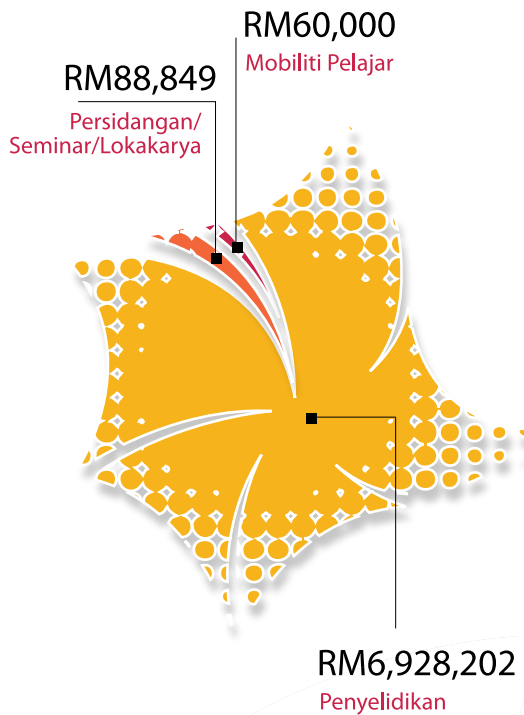 RM60,000
Mobiliti Pelajar
RM88,849
Persidangan/
Seminar/Lokakarya
RM6,928,202
Penyelidikan